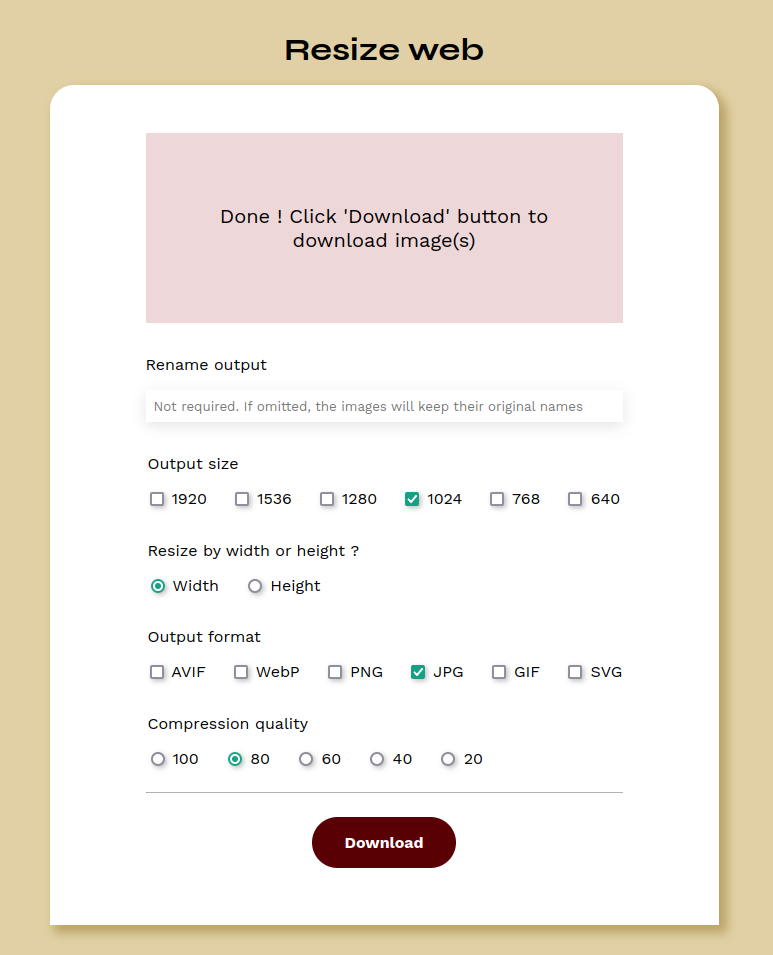 Resize web
Done ! Click 'Download' button to
download image(s)
Rename output
Not required. If omitted, the images will keep their original names
Output size
1920 1536 1280 1024 768 640
Resize by width or height ?
Width Height
Output format
AVIF WebP PNG JPG GIF SVG
Compression quality
100 80 60 40 20
Download